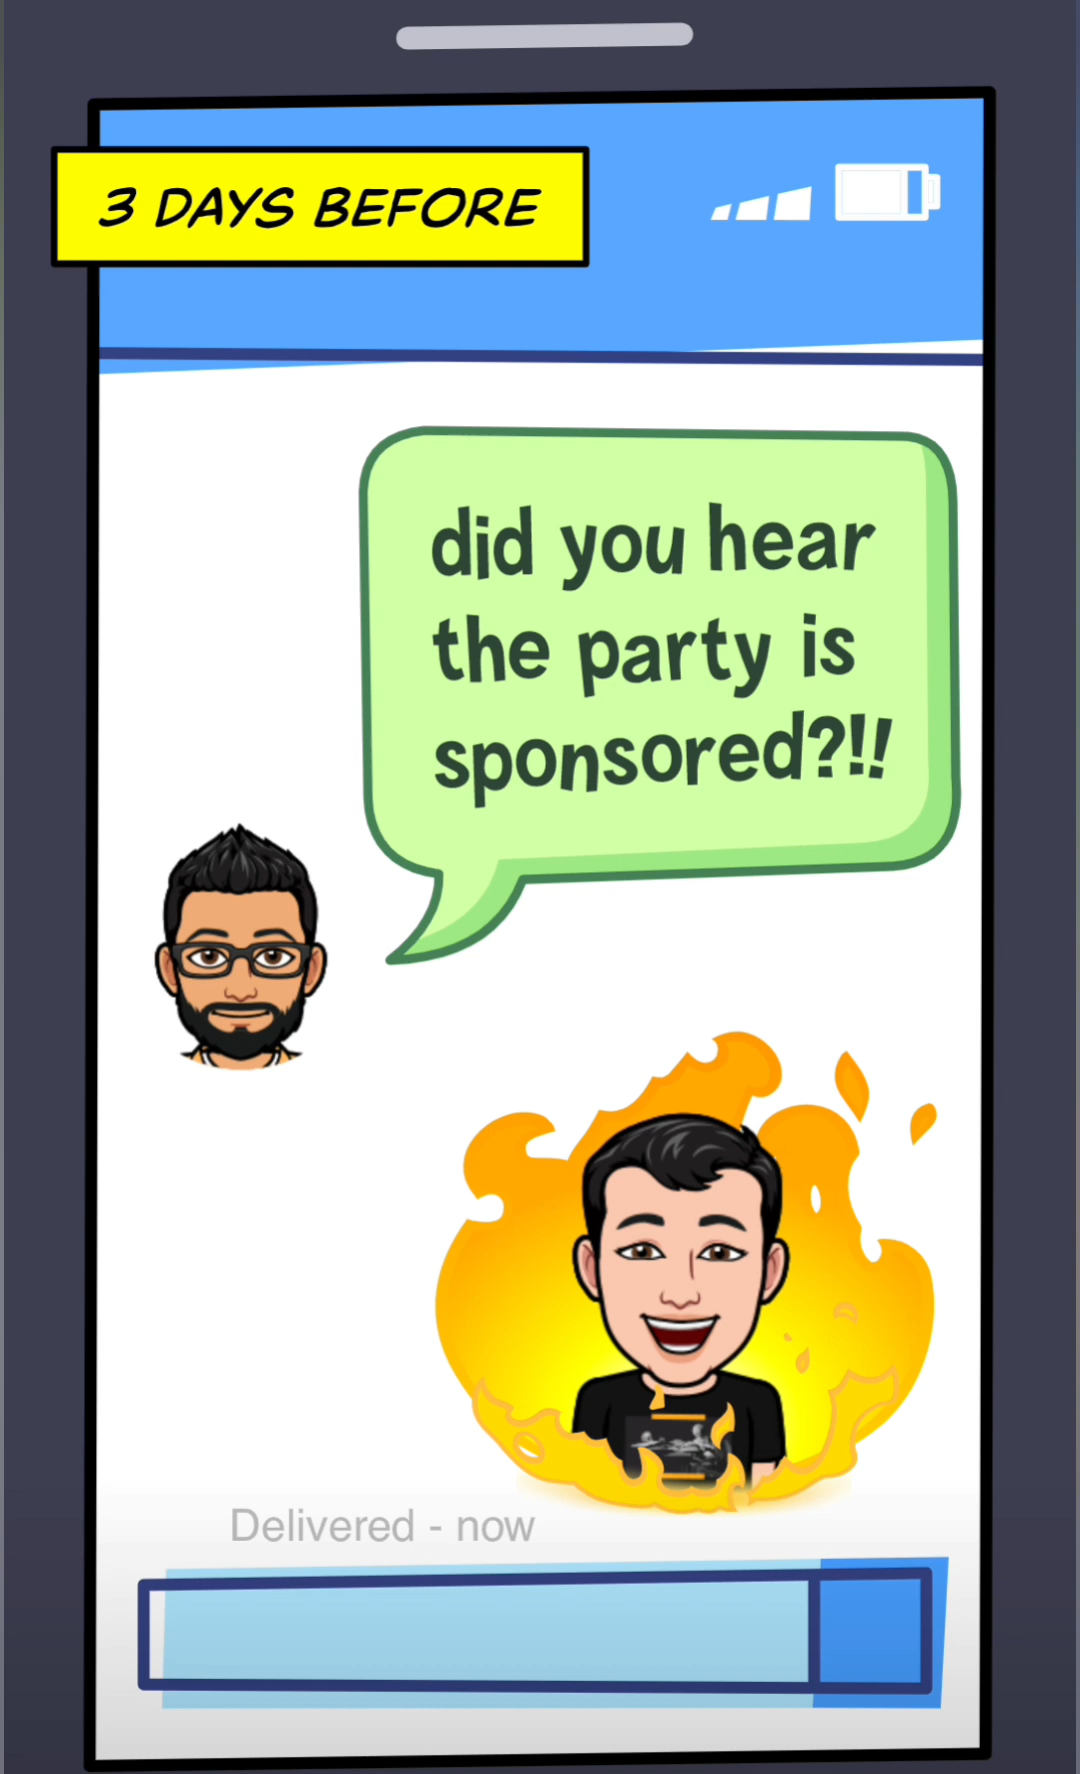 3 DAYS BEFORE
did you hear
the party is
sponsored?!!
Delivered - now